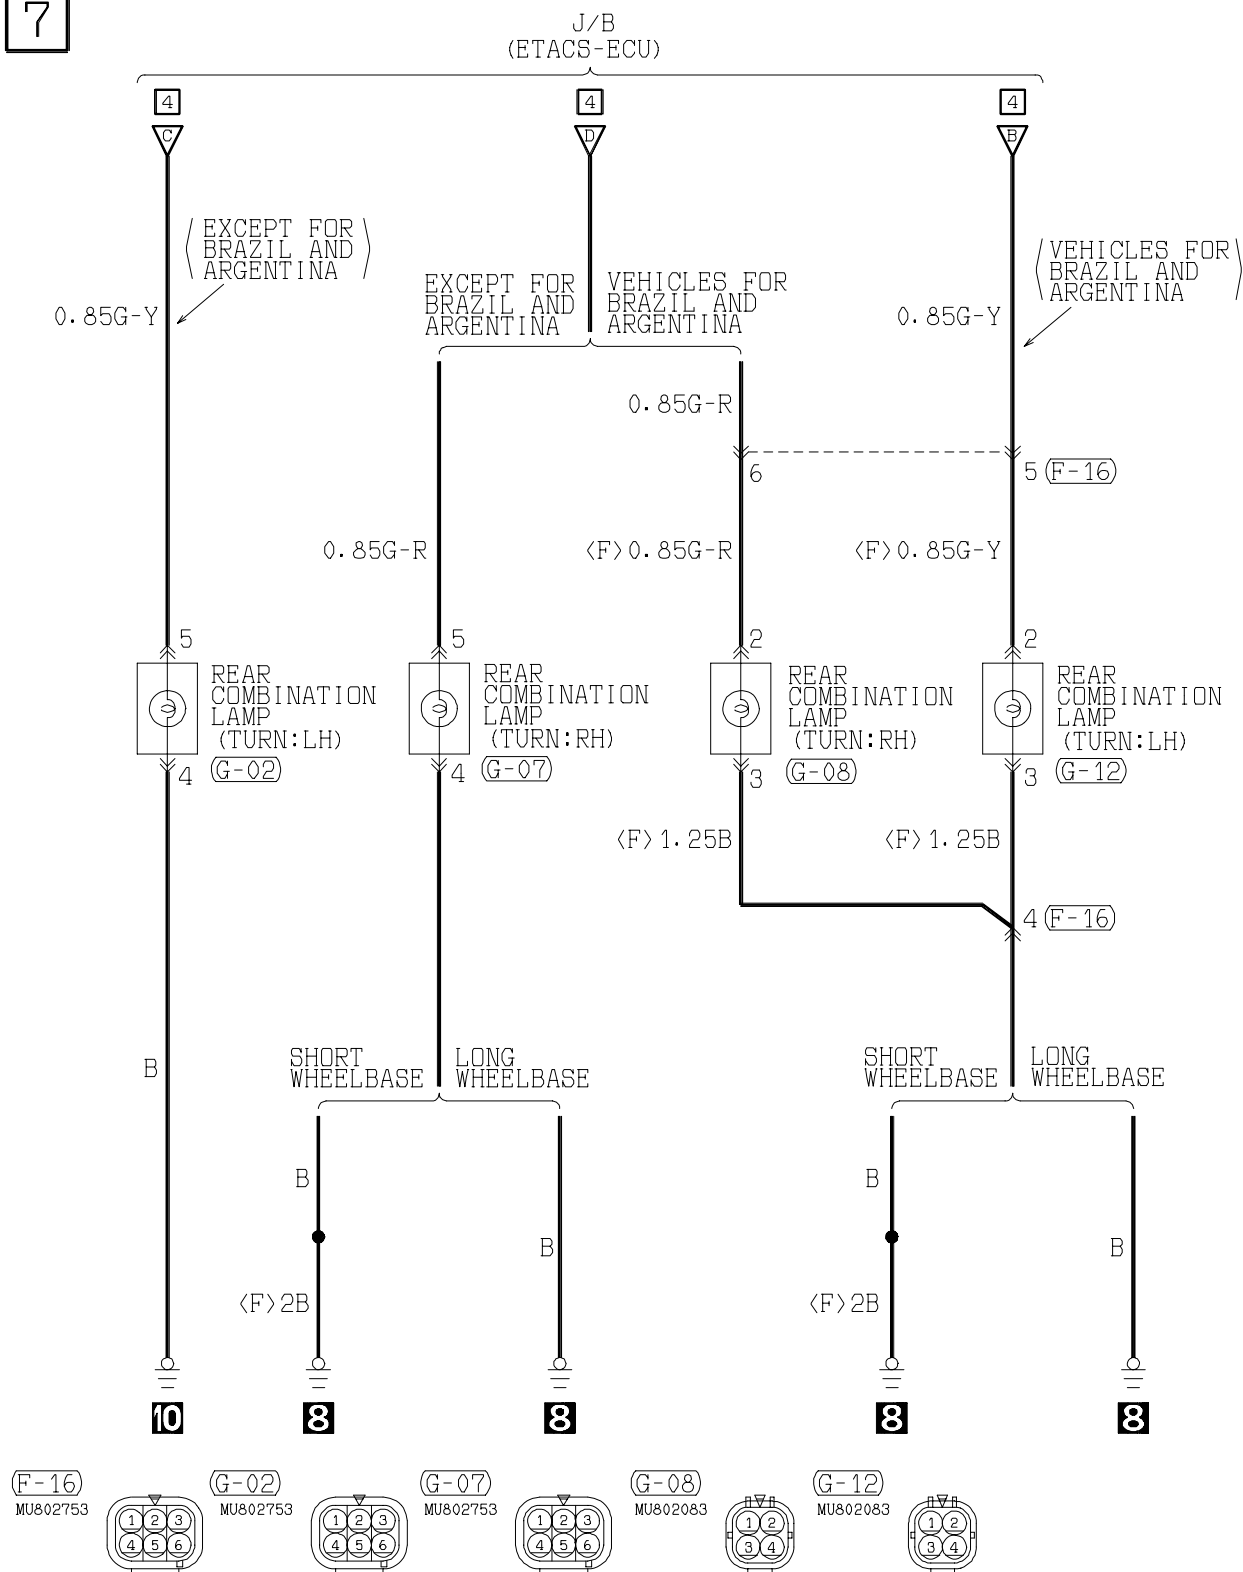 7
J/B
(ETACS-ECU)
4
4
4
C
D
B
EXCEPT FOR
BRAZIL AND
ARGENTINA
VEHICLES FOR
BRAZIL AND
ARGENTINA
EXCEPT FOR
BRAZIL AND
ARGENTINA
VEHICLES FOR
BRAZIL AND
ARGENTINA
0.85G-Y
0.85G-Y
0.85G-R
6
5 F-16
0.85G-R
<F>0.85G-R
<F>0.85G-Y
5
5
2
2
REAR
COMBINATION
LAMP
(TURN:LH)
G-02
4
REAR
COMBINATION
LAMP
(TURN:RH)
G-07
4
REAR
COMBINATION
LAMP
(TURN:RH)
G-08
3
REAR
COMBINATION
LAMP
(TURN:LH)
G-12
3
<F>1.25B
<F>1.25B
4 F-16
B
SHORT
WHEELBASE
LONG
WHEELBASE
SHORT
WHEELBASE
LONG
WHEELBASE
B
B
B
B
<F>2B
<F>2B
10
8
8
8
8
F-16
MU802753
1 2 3
4 5 6
G-02
MU802753
1 2 3
4 5 6
G-07
MU802753
1 2 3
4 5 6
G-08
MU802083
1 2
3 4
G-12
MU802083
1 2
3 4